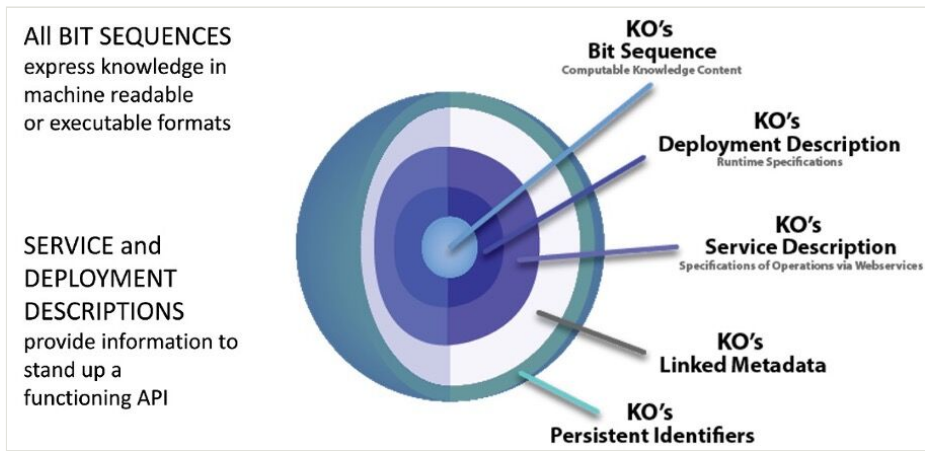 All BIT SEQUENCES
express knowledge in
machine readable
or executable formats
SERVICE and
DEPLOYMENT
DESCRIPTIONS
provide information to
stand up a
functioning API
KO's
Bit Sequence
Computable Knowledge Content
KO's
Deployment Description
Runtime Specifications
KO's
Service Description
Specifications of Operations via Webservices
KO's
Linked Metadata
KO's
Persistent Identifiers